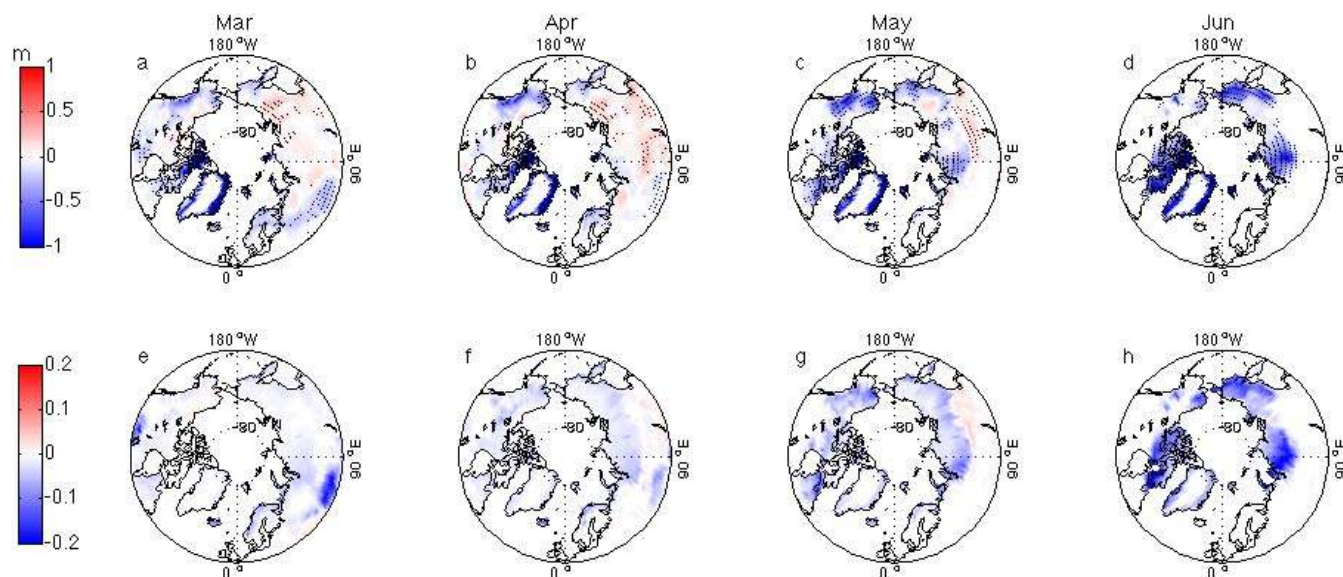 Mar Apr May Jun
180 °W 180 °W 180 °W 180 °W
m a b c d
1
0.5
0
-0.5
-1
80 80 80 80
90 °E 90 °E 90 °E 90 °E
0 ° 0 ° 0 ° 0 °
180 °W 180 °W 180 °W 180 °W
e f g h
0.2
0.1
0
-0.1
-0.2
80 80 80 80
90 °E 90 °E 90 °E 90 °E
0 ° 0 ° 0 ° 0 °